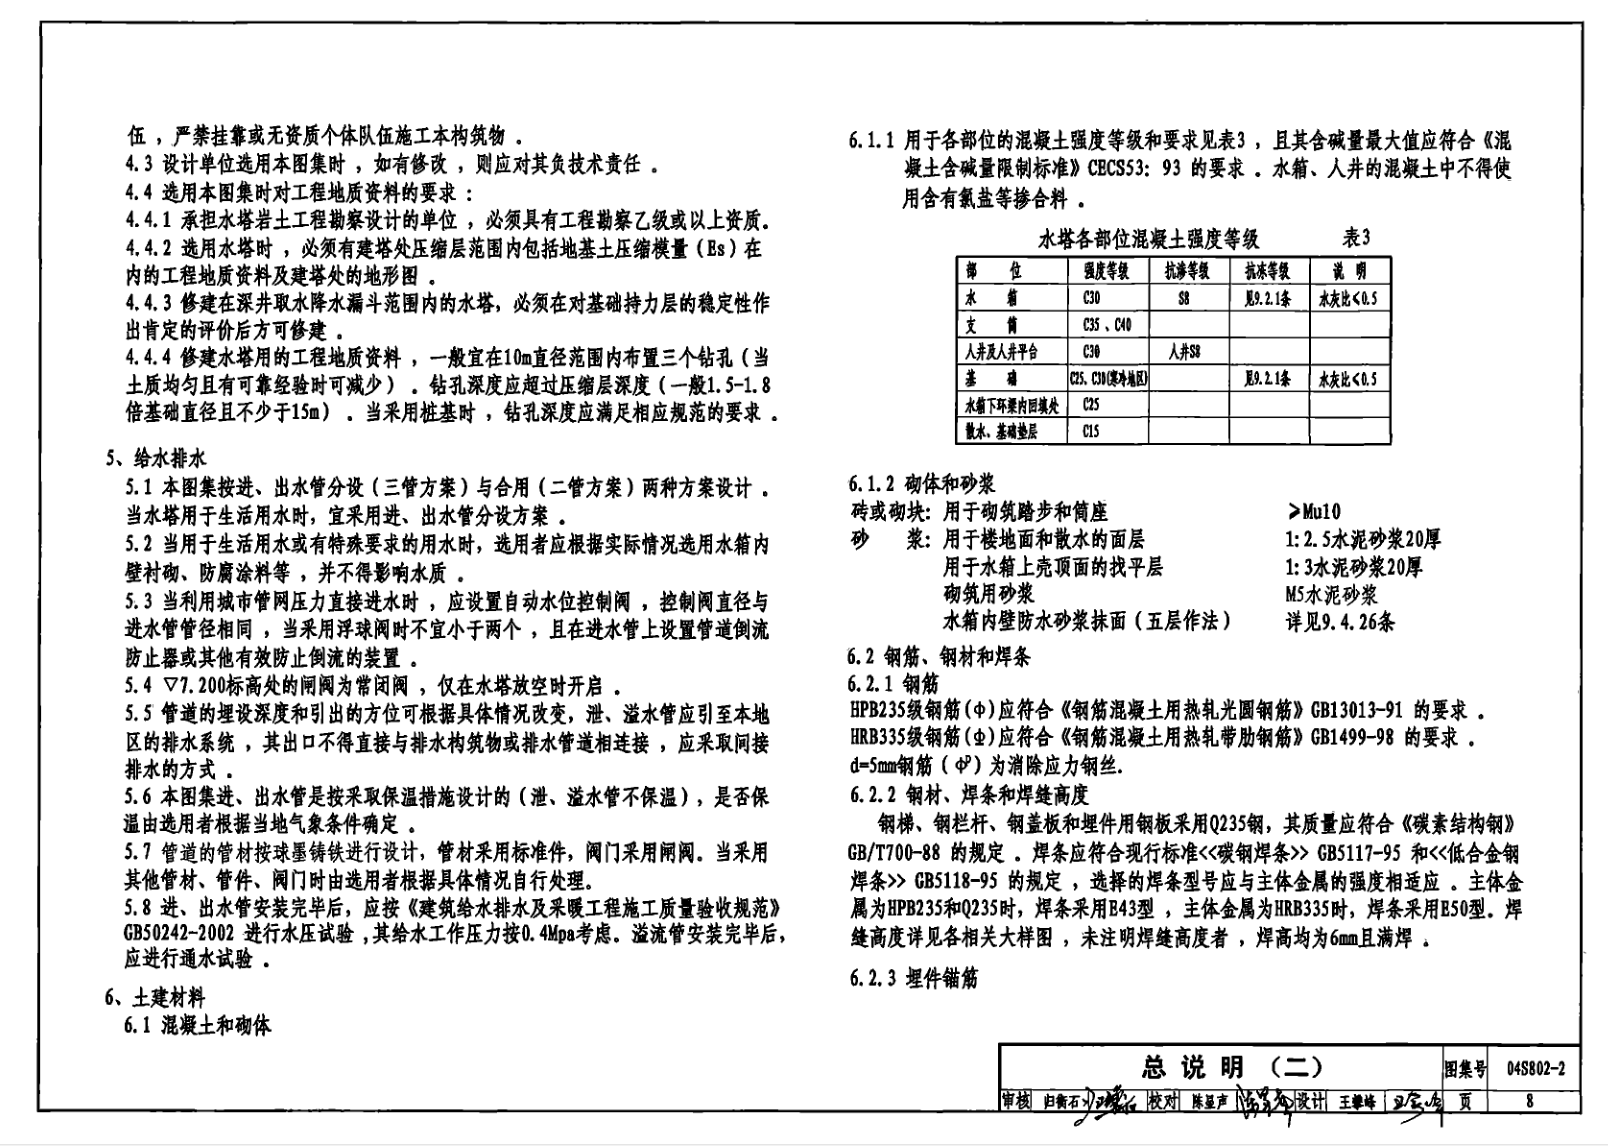 伍 ，严禁挂靠或无资质个体队伍施工本构筑物 。
4.3 设计单位选用本图集时 ，如有修改 ，则应对其负技术责任 。
4.4 选用本图集时对工程地质资料的要求 :
4.4.1 承担水塔岩土工程勘察设计的单位 ，必须具有工程勘察乙级或以上资质.
4.4.2 选用水塔时 ，必须有建塔处压缩层范围内包括地基土压缩模量 (Es) 在
内的工程地质资料及建塔处的地形图 。
4.4.3 修建在深井取水降水漏斗范围内的水塔，必须在对基础持力层的稳定性作
出肯定的评价后方可修建 。
4.4.4 修建水塔用的工程地质资料 ，一般宜在10m直径范围内布置三个钻孔 (当
土质均匀且有可靠经验时可减少) 。钻孔深度应超过压缩层深度 (一般1.5-1.8
倍基础直径且不少于15m) 。当采用桩基时 ，钻孔深度应满足相应规范的要求 。
5、给水排水
5.1 本图集按进、出水管分设 (三管方案) 与合用 (二管方案) 两种方案设计 。
当水塔用于生活用水时，宜采用进、出水管分设方案 。
5.2 当用于生活用水或有特殊要求的用水时，选用者应根据实际情况选用水箱内
壁衬砌、防腐涂料等 ，并不得影响水质 。
5.3 当利用城市管网压力直接进水时 ，应设置自动水位控制阀 ，控制阀直径与
进水管管径相同 ，当采用浮球阀时不宜小于两个 ，且在进水管上设置管道倒流
防止器或其他有效防止倒流的装置 。
5.4 ▽7.200标高处的闸阀为常闭阀 ，仅在水塔放空时开启 。
5.5 管道的埋设深度和引出的方位可根据具体情况改变，泄、溢水管应引至本地
区的排水系统 ，其出口不得直接与排水构筑物或排水管道相连接 ，应采取间接
排水的方式 。
5.6 本图集进、出水管是按采取保温措施设计的 (泄、溢水管不保温) ，是否保
温由选用者根据当地气象条件确定 。
5.7 管道的管材按球墨铸铁进行设计，管材采用标准件，阀门采用闸阀。当采用
其他管材、管件、阀门时由选用者根据具体情况自行处理.
5.8 进、出水管安装完毕后，应按《建筑给水排水及采暖工程施工质量验收规范》
GB50242-2002 进行水压试验 ,其给水工作压力按0.4Mpa考虑。溢流管安装完毕后，
应进行通水试验 。
6、土建材料
6.1 混凝土和砌体
6.1.1 用于各部位的混凝土强度等级和要求见表3 ，且其含碱量最大值应符合《混
凝土含碱量限制标准》CECS53: 93 的要求 。水箱、人井的混凝土中不得使
用含有氯盐等掺合料 。
水塔各部位混凝土强度等级 表3
部 位 强度等级 抗渗等级 抗冻等级 说 明
水 箱 C30 S8 见9.2.1条 水灰比≤0.5
支 筒 C35 、C40
人井及人井平台 C30 人井S8
基 础 C25、C30(寒冷地区) 见9.2.1条 水灰比≤0.5
水箱下环梁内回填处 C25
散水、基础垫层 C15
6.1.2 砌体和砂浆
砖或砌块: 用于砌筑踏步和筒座 ≥Mu10
砂 浆: 用于楼地面和散水的面层 1: 2.5水泥砂浆20厚
用于水箱上壳顶面的找平层 1: 3水泥砂浆20厚
砌筑用砂浆 M5水泥砂浆
水箱内壁防水砂浆抹面 (五层作法) 详见9.4.26条
6.2 钢筋、钢材和焊条
6.2.1 钢筋
HPB235级钢筋(Φ)应符合《钢筋混凝土用热轧光圆钢筋》GB13013-91 的要求 。
HRB335级钢筋(Φ)应符合《钢筋混凝土用热轧带肋钢筋》GB1499-98 的要求 。
d=5mm钢筋 (Φᴾ) 为消除应力钢丝.
6.2.2 钢材、焊条和焊缝高度
钢梯、钢栏杆、钢盖板和埋件用钢板采用Q235钢，其质量应符合《碳素结构钢》
GB/T700-88 的规定 。焊条应符合现行标准<<碳钢焊条>> GB5117-95 和<<低合金钢
焊条>> GB5118-95 的规定 ，选择的焊条型号应与主体金属的强度相适应 。主体金
属为HPB235和Q235时，焊条采用E43型 ，主体金属为HRB335时，焊条采用E50型. 焊
缝高度详见各相关大样图 ，未注明焊缝高度者 ，焊高均为6mm且满焊 。
6.2.3 埋件锚筋
总 说 明 (二) 图集号 04S802-2
审核 归衡石 校对 陈显声 设计 王攀峰 页 8